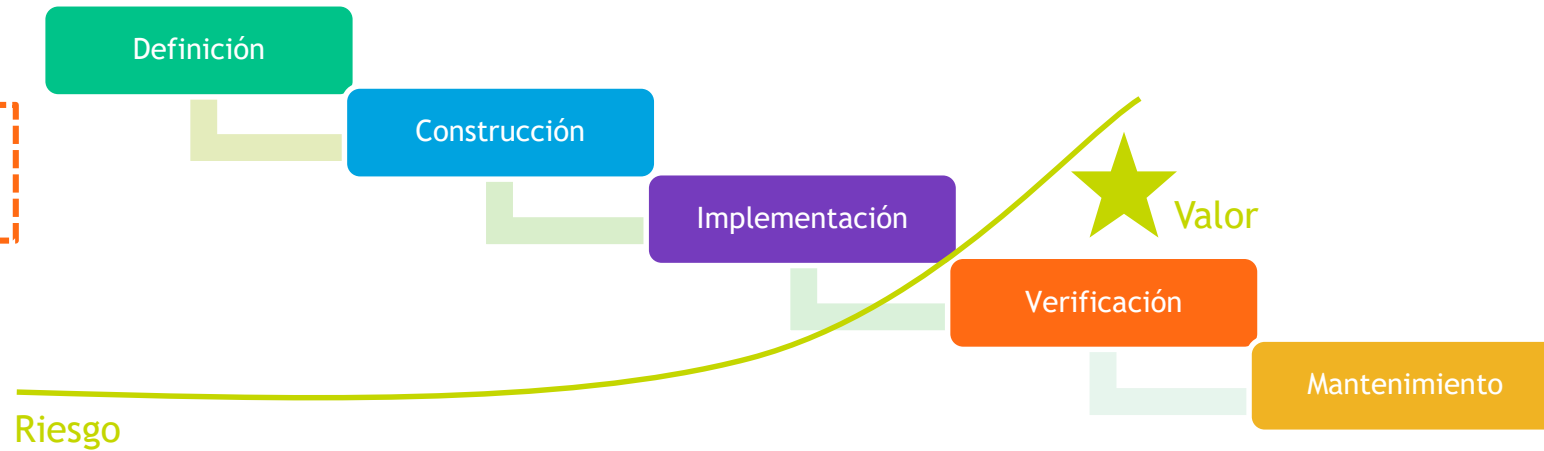 Definición
Construcción
Implementación
Valor
Verificación
Mantenimiento
Riesgo